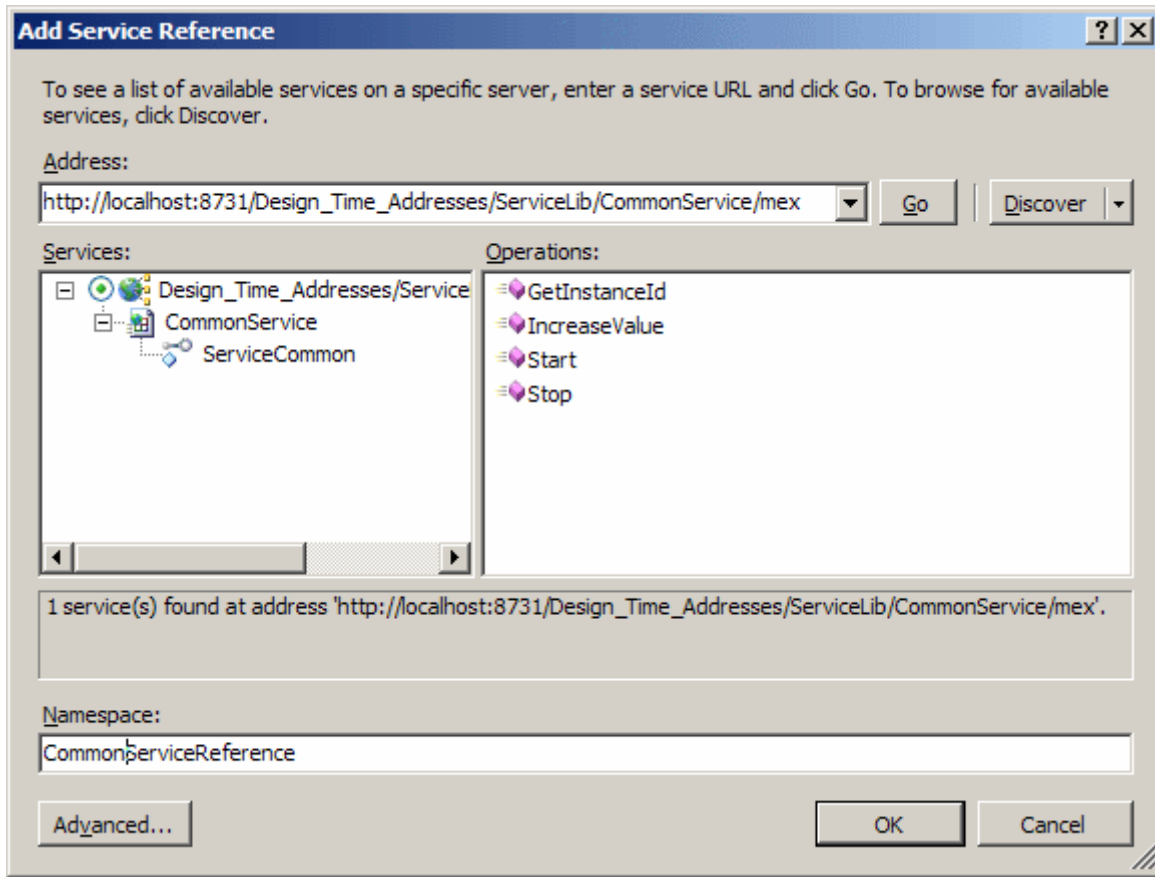 Add Service Reference
To see a list of available services on a specific server, enter a service URL and click Go. To browse for available
services, click Discover.
Address:
http://localhost:8731/Design_Time_Addresses/ServiceLib/CommonService/mex
Go
Discover
Services:
Operations:
Design_Time_Addresses/Service
CommonService
ServiceCommon
GetInstanceId
IncreaseValue
Start
Stop
1 service(s) found at address 'http://localhost:8731/Design_Time_Addresses/ServiceLib/CommonService/mex'.
Namespace:
CommonServiceReference
Advanced...
OK
Cancel